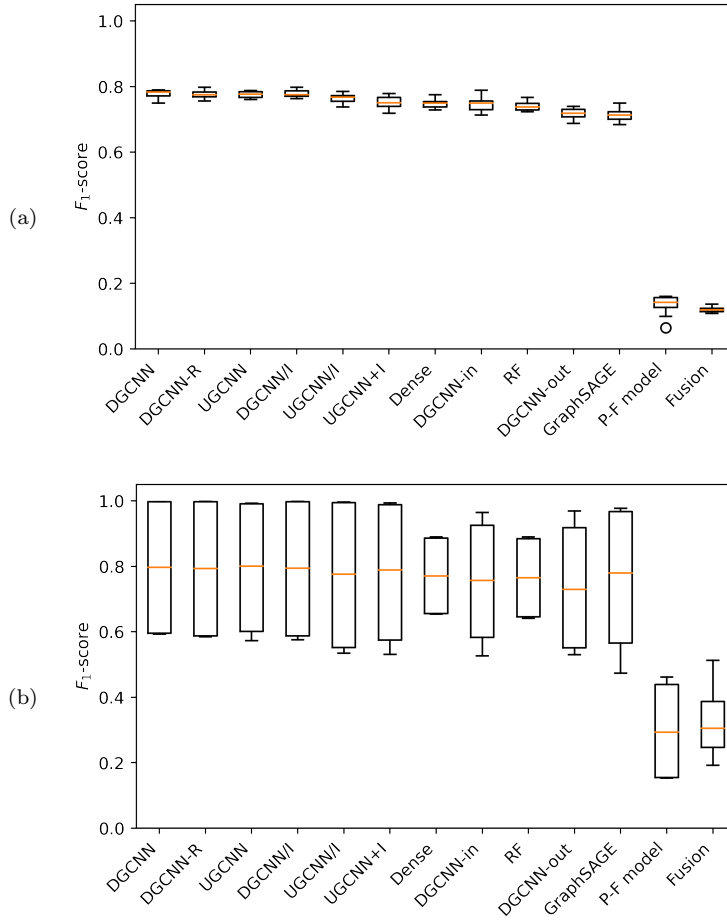 (a)
F₁-score
1.0
0.8
0.6
0.4
0.2
0.0
DGCNN
DGCNN-R
UGCNN
DGCNN/I
UGCNN/I
UGCNN+I
Dense
DGCNN-in
RF
DGCNN-out
GraphSAGE
P-F model
Fusion
(b)
F₁-score
1.0
0.8
0.6
0.4
0.2
0.0
DGCNN
DGCNN-R
UGCNN
DGCNN/I
UGCNN/I
UGCNN+I
Dense
DGCNN-in
RF
DGCNN-out
GraphSAGE
P-F model
Fusion